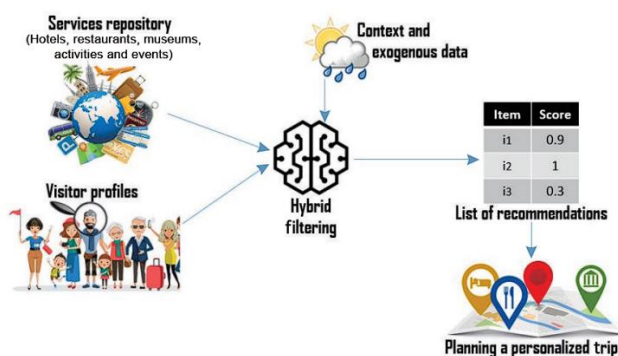 Services repository
(Hotels, restaurants, museums,
activities and events)
Context and
exogenous data
Item Score
i1 0.9
i2 1
i3 0.3
Visitor profiles
Hybrid
filtering
List of recommendations
Planning a personalized trip